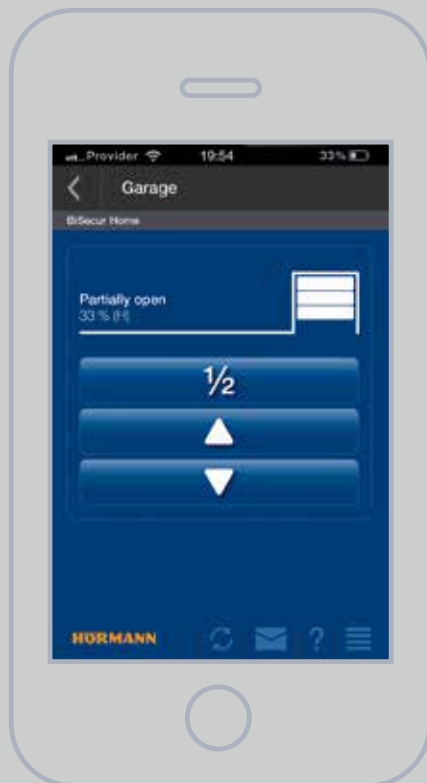 Provider 19:54 33%
Garage
BiSecur Home
Partially open
33 % (H)
1/2
HÖRMANN
?